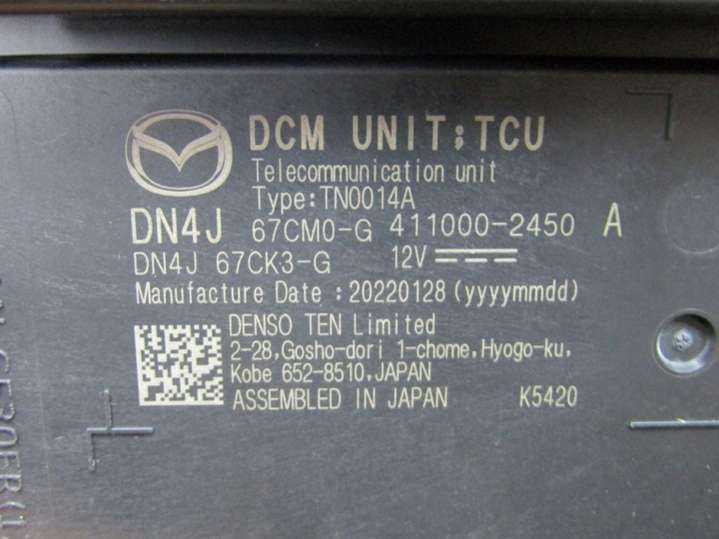 DCM UNIT;TCU
Telecommunication unit
Type:TN0014A
DN4J 67CM0-G 411000-2450 A
DN4J 67CK3-G 12V
Manufacture Date :20220128(yyyymmdd)
DENSO TEN Limited
2-28,Gosho-dori 1-chome,Hyogo-ku,
Kobe 652-8510,JAPAN
ASSEMBLED IN JAPAN K5420